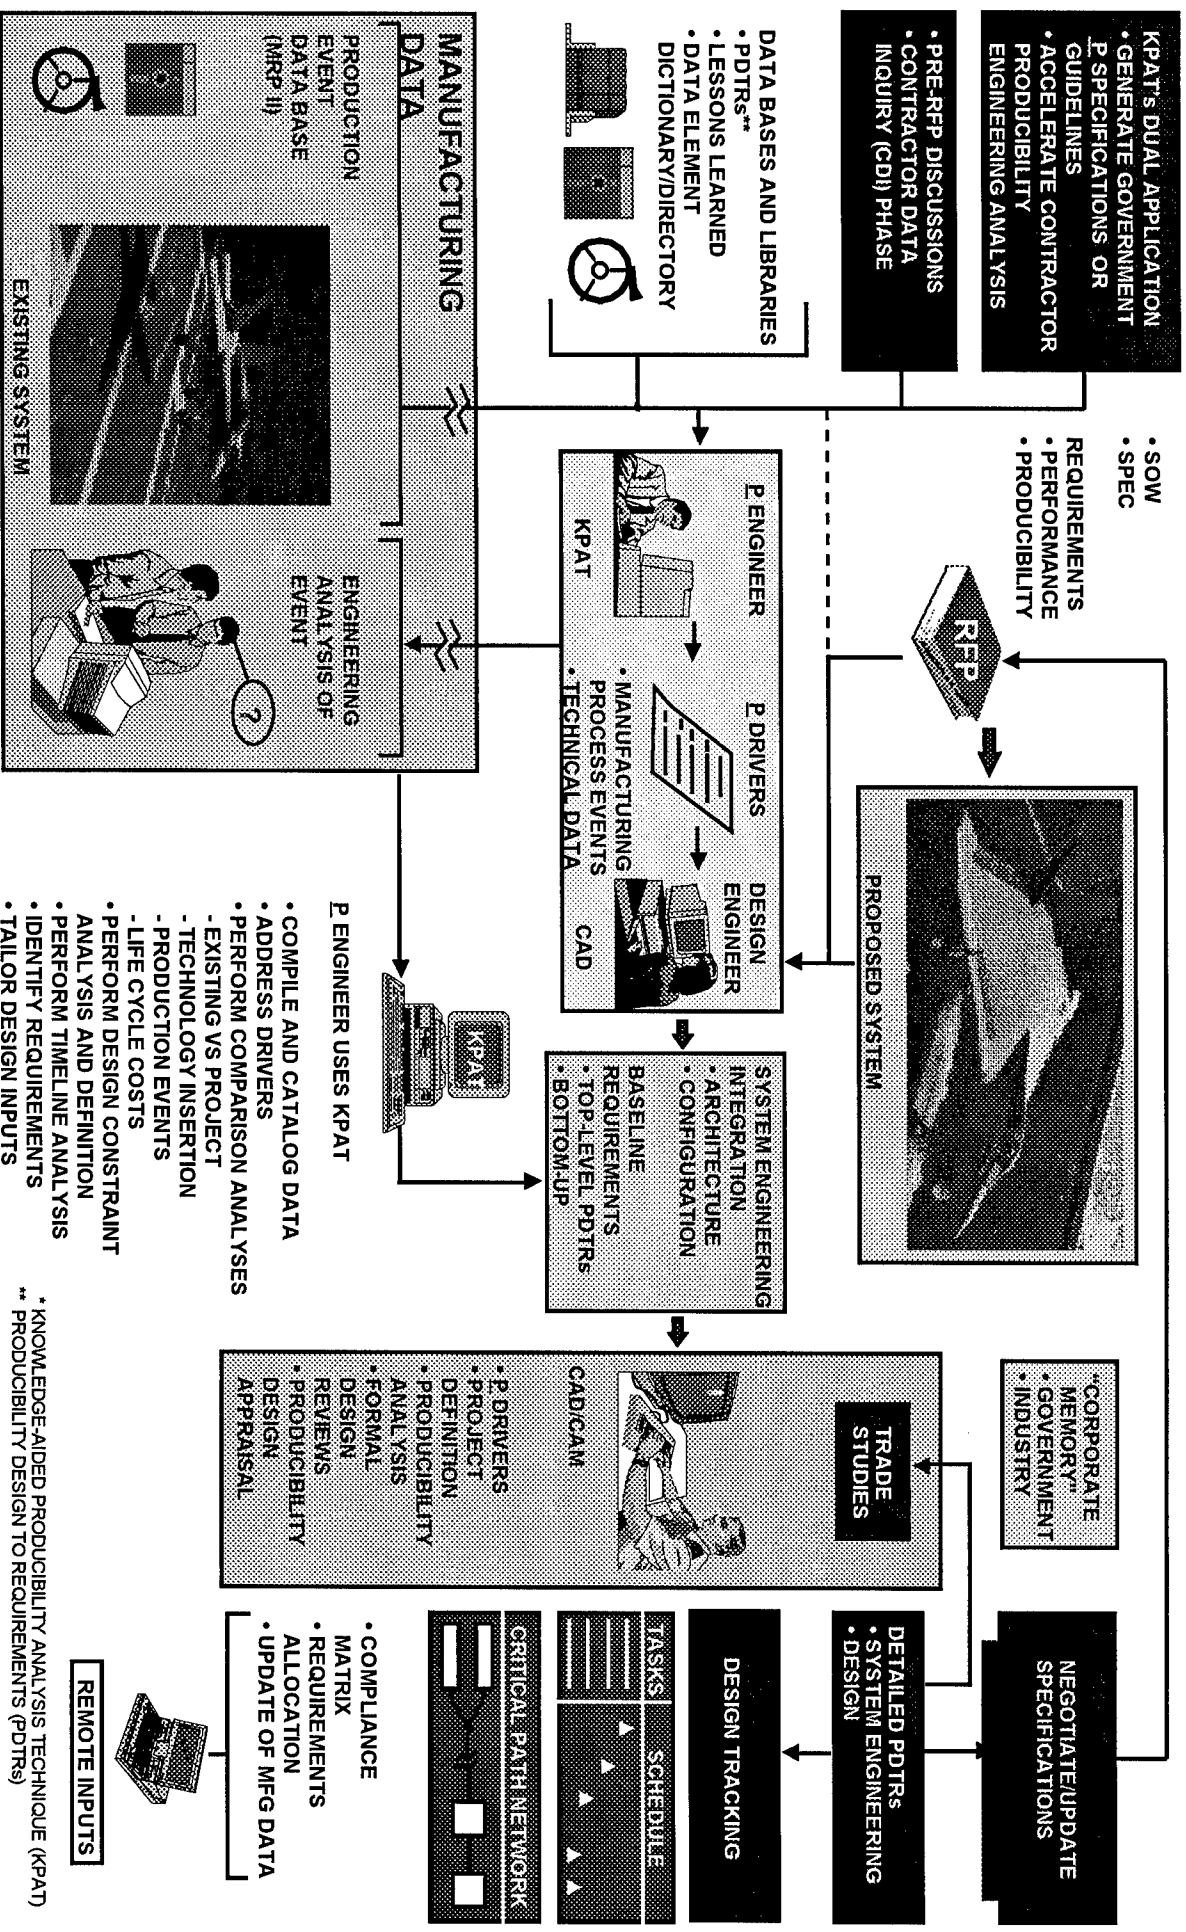 KPAT's DUAL APPLICATION
• GENERATE GOVERNMENT
P SPECIFICATIONS OR
GUIDELINES
• ACCELERATE CONTRACTOR
PRODUCIBILITY
ENGINEERING ANALYSIS
• PRE-RFP DISCUSSIONS
• CONTRACTOR DATA
INQUIRY (CDI) PHASE
DATA BASES AND LIBRARIES
• PDTRs**
• LESSONS LEARNED
• DATA ELEMENT
DICTIONARY/DIRECTORY
MANUFACTURING
DATA
PRODUCTION
EVENT
DATA BASE
(MRP II)
EXISTING SYSTEM
ENGINEERING
ANALYSIS OF
EVENT
?
• SOW
• SPEC
REQUIREMENTS
• PERFORMANCE
• PRODUCIBILITY
RFP
PROPOSED SYSTEM
P ENGINEER
KPAT
P DRIVERS
• MANUFACTURING
PROCESS EVENTS
• TECHNICAL DATA
DESIGN
ENGINEER
CAD
KPAT
P ENGINEER USES KPAT
• COMPILE AND CATALOG DATA
• ADDRESS DRIVERS
• PERFORM COMPARISON ANALYSES
- EXISTING VS PROJECT
- TECHNOLOGY INSERTION
- PRODUCTION EVENTS
- LIFE CYCLE COSTS
• PERFORM DESIGN CONSTRAINT
ANALYSIS AND DEFINITION
• PERFORM TIMELINE ANALYSIS
• IDENTIFY REQUIREMENTS
• TAILOR DESIGN INPUTS
SYSTEM ENGINEERING
INTEGRATION
• ARCHITECTURE
• CONFIGURATION
BASELINE
REQUIREMENTS
• TOP-LEVEL PDTRs
• BOTTOM-UP
"CORPORATE
MEMORY"
• GOVERNMENT
• INDUSTRY
TRADE
STUDIES
CAD/CAM
• P DRIVERS
• PROJECT
DEFINITION
• PRODUCIBILITY
ANALYSIS
• FORMAL
DESIGN
REVIEWS
• PRODUCIBILITY
DESIGN
APPRAISAL
NEGOTIATE/UPDATE
SPECIFICATIONS
DETAILED PDTRs
• SYSTEM ENGINEERING
• DESIGN
DESIGN TRACKING
TASKS SCHEDULE
CRITICAL PATH NETWORK
• COMPLIANCE
MATRIX
• REQUIREMENTS
ALLOCATION
• UPDATE OF MFG DATA
REMOTE INPUTS
* KNOWLEDGE-AIDED PRODUCIBILITY ANALYSIS TECHNIQUE (KPAT)
** PRODUCIBILITY DESIGN TO REQUIREMENTS (PDTRs)